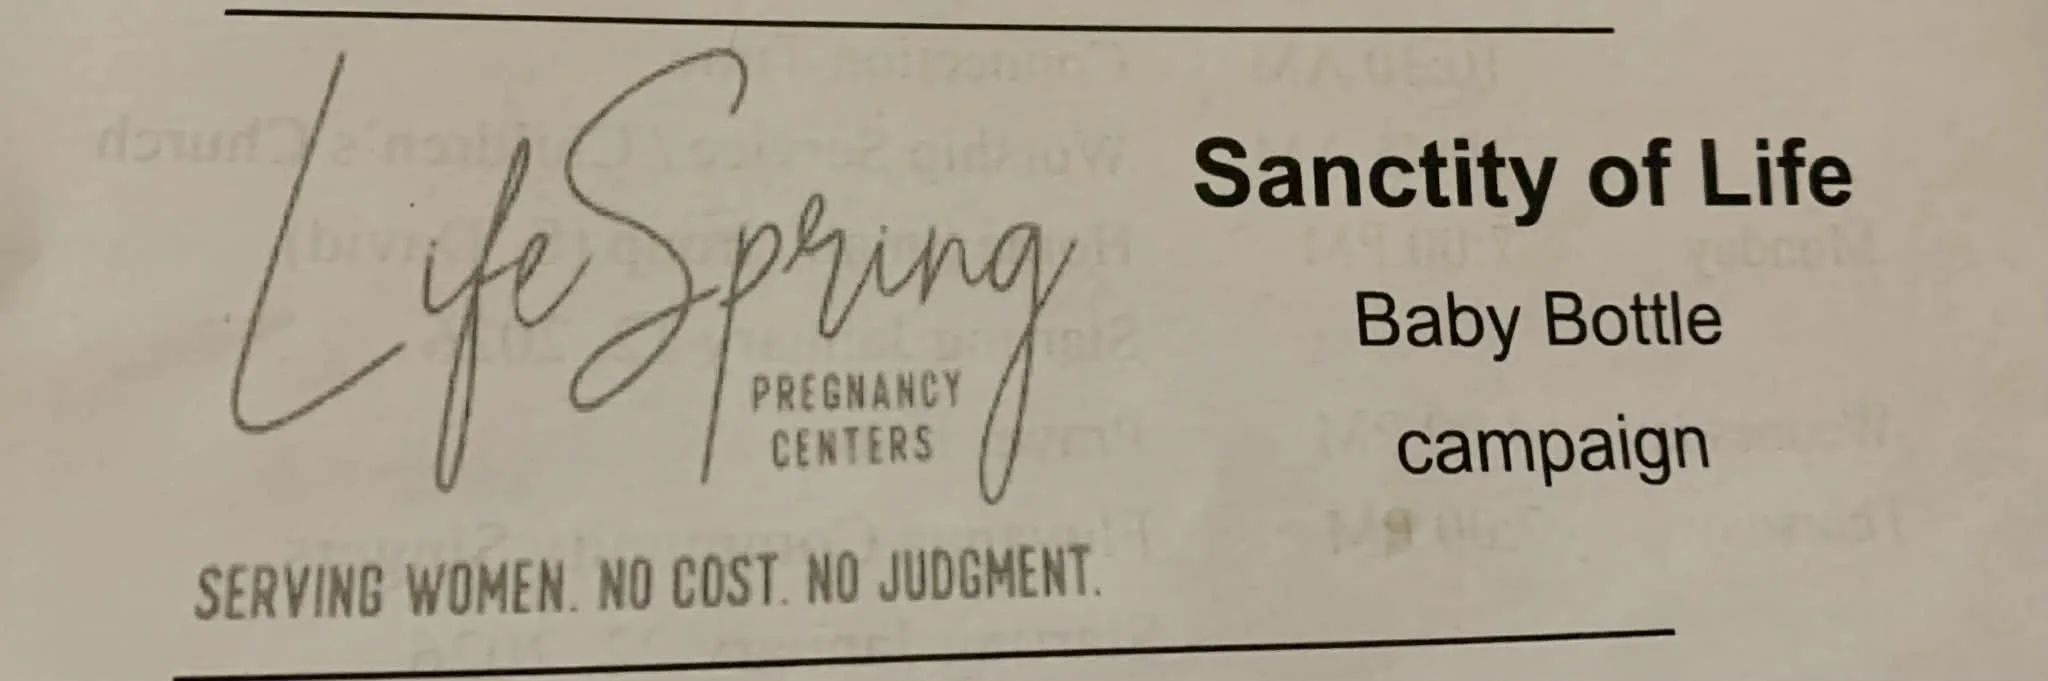 LifeSpring
PREGNANCY
CENTERS
SERVING WOMEN. NO COST. NO JUDGMENT.
Sanctity of Life
Baby Bottle
campaign